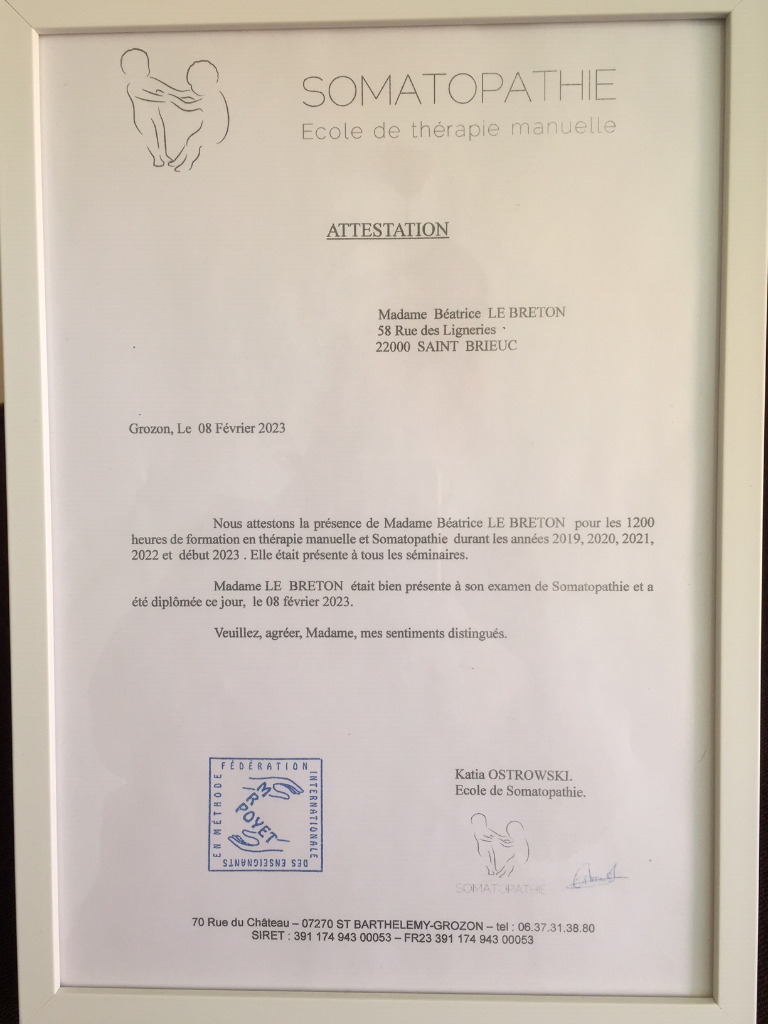 SOMATOPATHIE
Ecole de thérapie manuelle
ATTESTATION
Madame Béatrice LE BRETON
58 Rue des Ligneries
22000 SAINT BRIEUC
Grozon, Le 08 Février 2023
Nous attestons la présence de Madame Béatrice LE BRETON pour les 1200
heures de formation en thérapie manuelle et Somatopathie durant les années 2019, 2020, 2021,
2022 et début 2023 . Elle était présente à tous les séminaires.
Madame LE BRETON était bien présente à son examen de Somatopathie et a
été diplômée ce jour, le 08 février 2023.
Veuillez, agréer, Madame, mes sentiments distingués.
FÉDÉRATION
INTERNATIONALE
DES ENSEIGNANTS
EN MÉTHODE
MR
POYET
Katia OSTROWSKI.
Ecole de Somatopathie.
SOMATOPATHIE
70 Rue du Château – 07270 ST BARTHELEMY-GROZON – tel : 06.37.31.38.80
SIRET : 391 174 943 00053 – FR23 391 174 943 00053